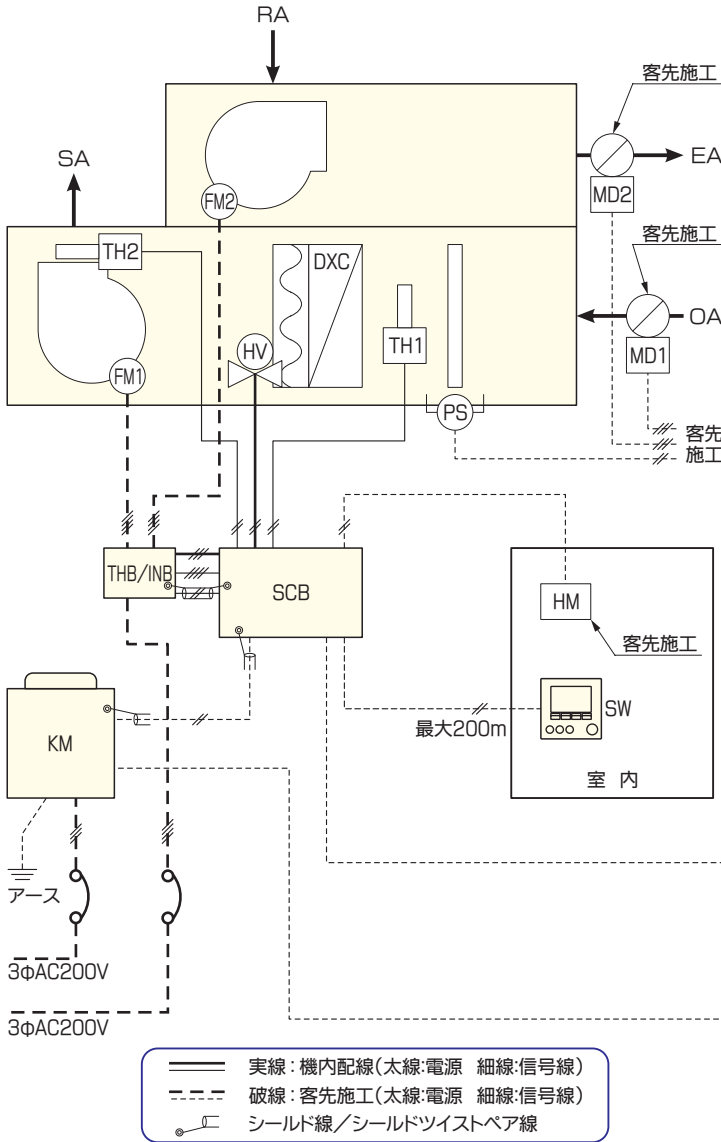 RA
客先施工
SA
EA
FM2
MD2
客先施工
TH2
DXC
OA
HV
TH1
MD1
FM1
PS
客先
施工
THB/INB
SCB
HM
客先施工
KM
SW
最大200m
室 内
アース
3φAC200V
3φAC200V
実線:機内配線(太線:電源 細線:信号線)
破線:客先施工(太線:電源 細線:信号線)
シールド線/シールドツイストペア線